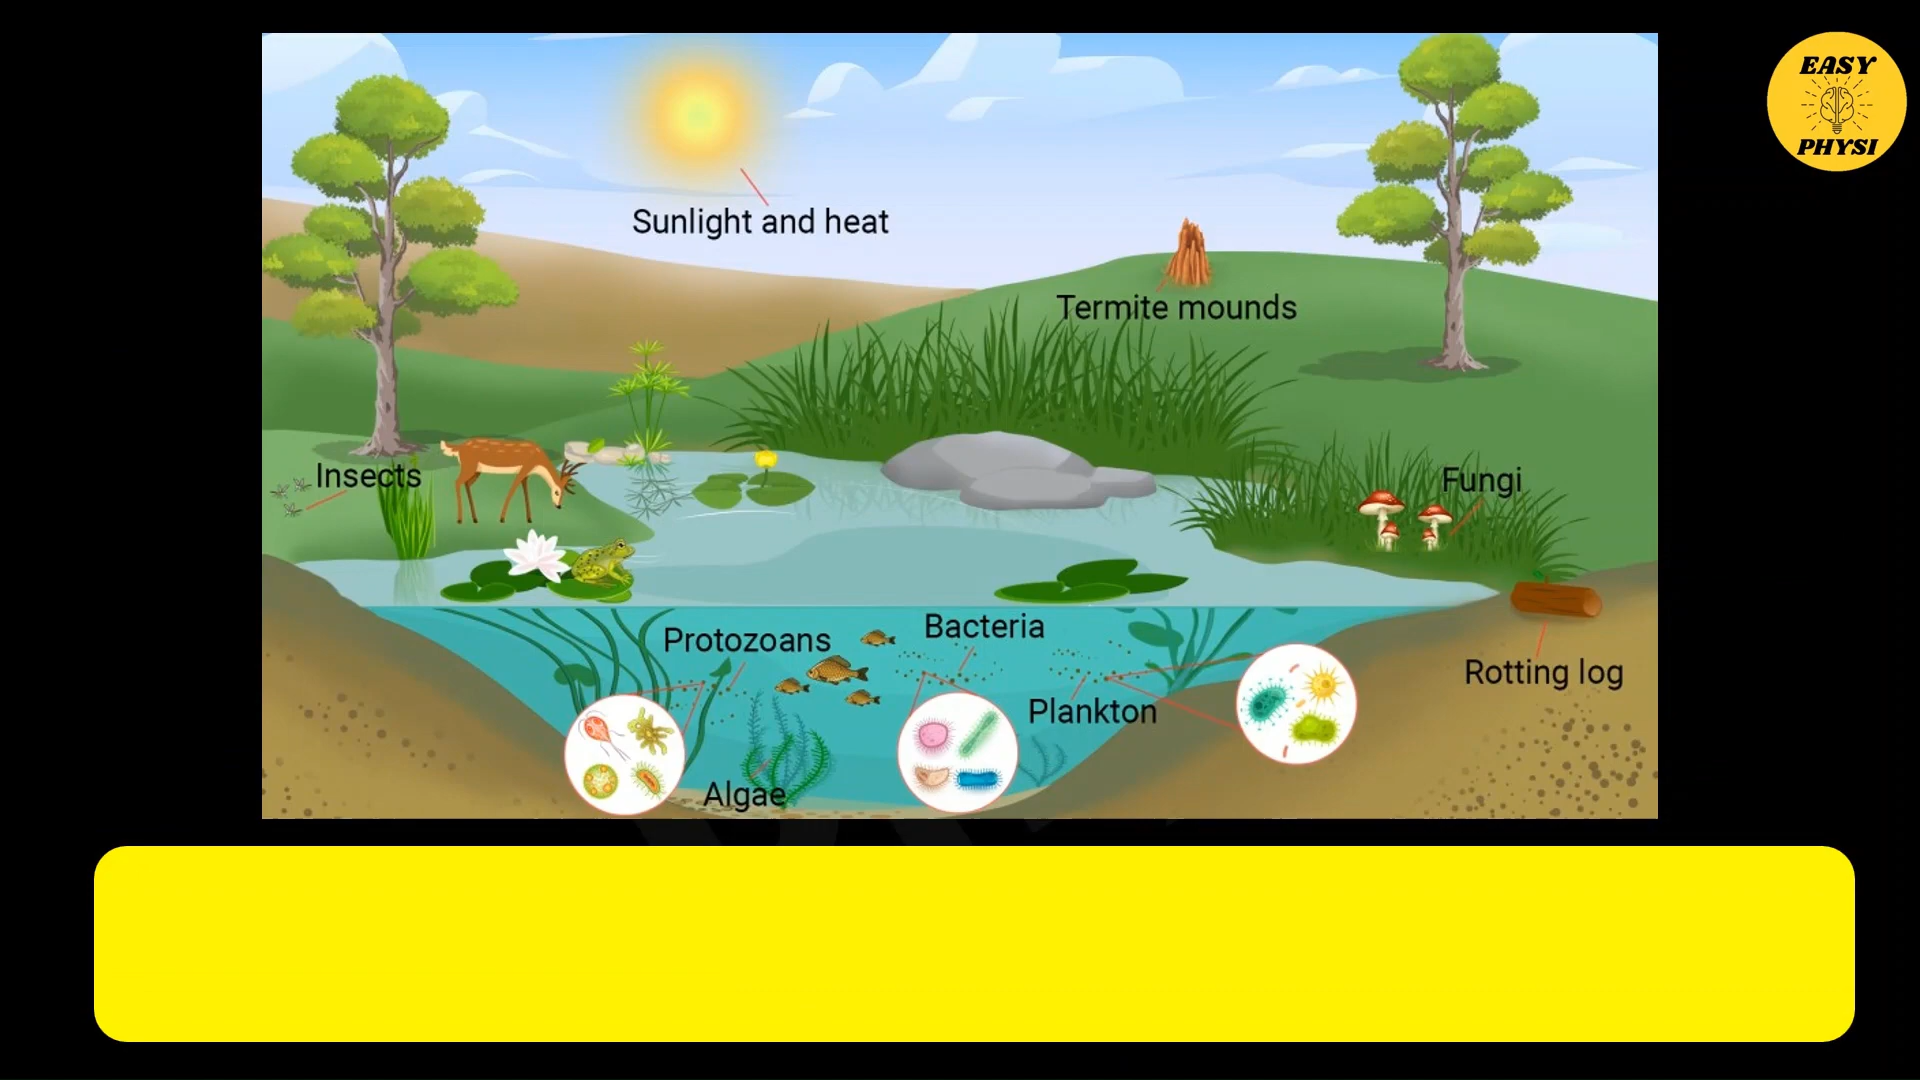 EASY
PHYSI
Sunlight and heat
Termite mounds
Insects
Fungi
Protozoans
Bacteria
Rotting log
Plankton
Algae